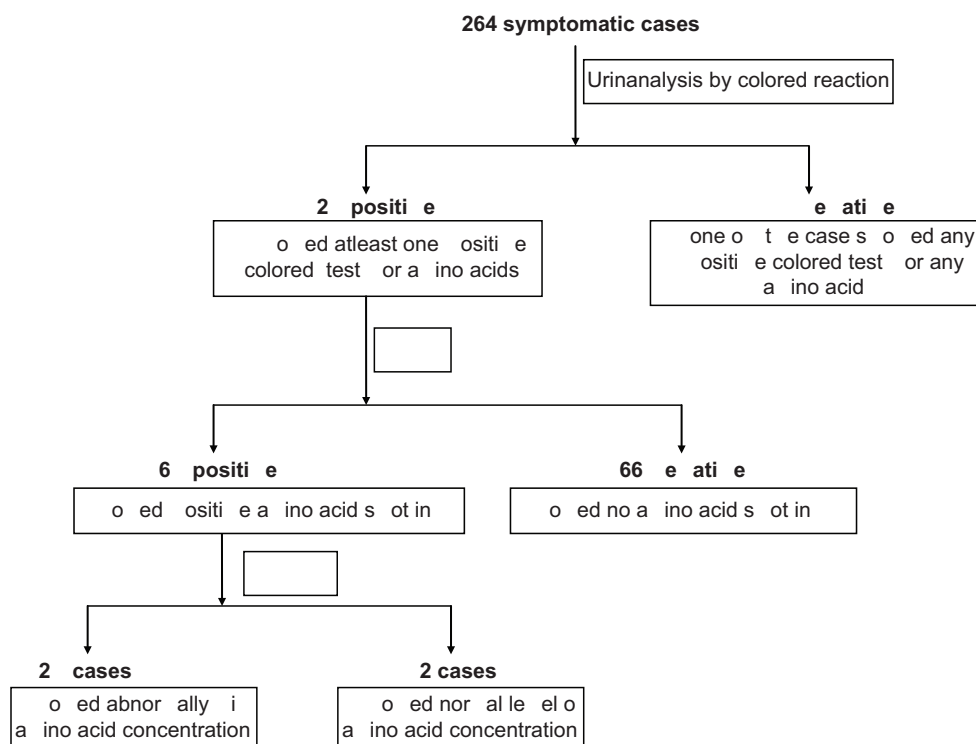 264 symptomatic cases
Urinanalysis by colored reaction
2 positi e
o ed atleast one ositi e
colored test or a ino acids
e ati e
one o t e case s o ed any
ositi e colored test or any
a ino acid
6 positi e
o ed ositi e a ino acid s ot in
66 e ati e
o ed no a ino acid s ot in
2 cases
o ed abnor ally i
a ino acid concentration
2 cases
o ed nor al le el o
a ino acid concentration